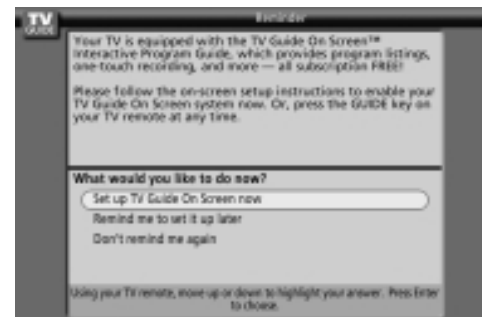 TV
GUIDE
Reminder
Your TV is equipped with the TV Guide On Screen™
Interactive Program Guide, which provides program listings,
one-touch recording, and more — all subscription FREE!
Please follow the on-screen setup instructions to enable your
TV Guide On Screen system now. Or, press the GUIDE key on
your TV remote at any time.
What would you like to do now?
Set up TV Guide On Screen now
Remind me to set it up later
Don't remind me again
Using your TV remote, move up or down to highlight your answer. Press Enter
to choose.